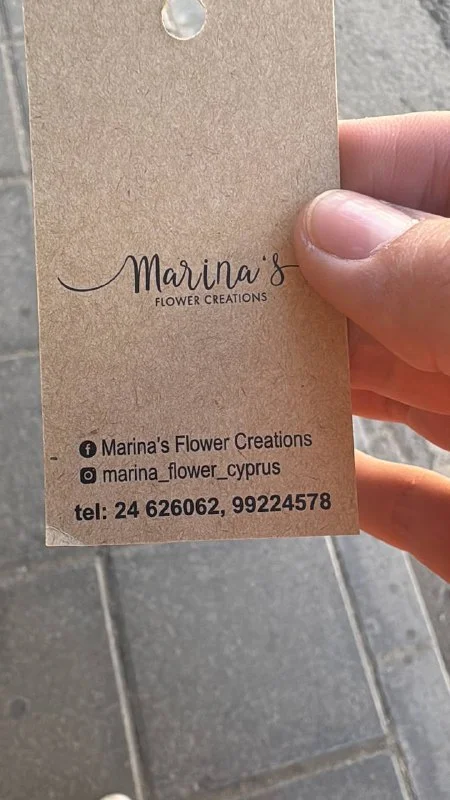 Marina's
FLOWER CREATIONS
Marina's Flower Creations
marina_flower_cyprus
tel: 24 626062, 99224578